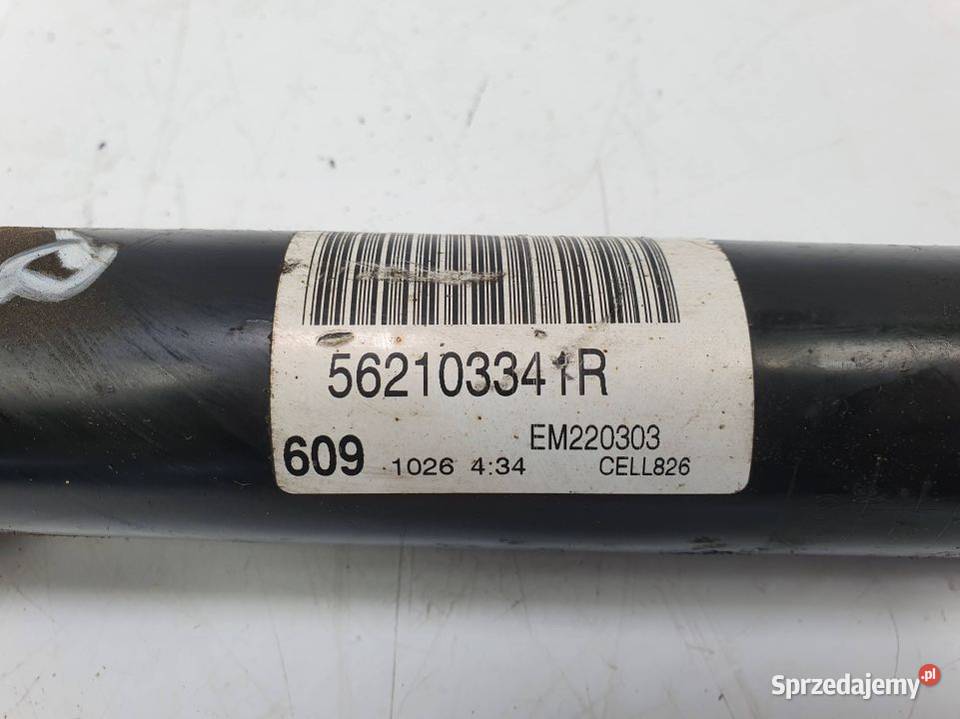 562103341R
EM220303
609 1026 4:34 CELL826
Sprzedajemy.pl